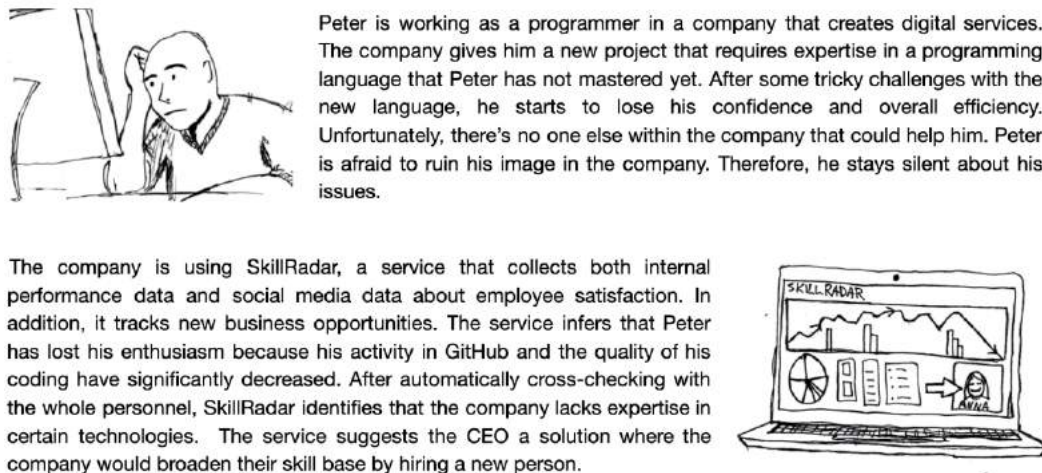 Peter is working as a programmer in a company that creates digital services.
The company gives him a new project that requires expertise in a programming
language that Peter has not mastered yet. After some tricky challenges with the
new language, he starts to lose his confidence and overall efficiency.
Unfortunately, there's no one else within the company that could help him. Peter
is afraid to ruin his image in the company. Therefore, he stays silent about his
issues.
The company is using SkillRadar, a service that collects both internal
performance data and social media data about employee satisfaction. In
addition, it tracks new business opportunities. The service infers that Peter
has lost his enthusiasm because his activity in GitHub and the quality of his
coding have significantly decreased. After automatically cross-checking with
the whole personnel, SkillRadar identifies that the company lacks expertise in
certain technologies. The service suggests the CEO a solution where the
company would broaden their skill base by hiring a new person.
SKILLRADAR
ANNA